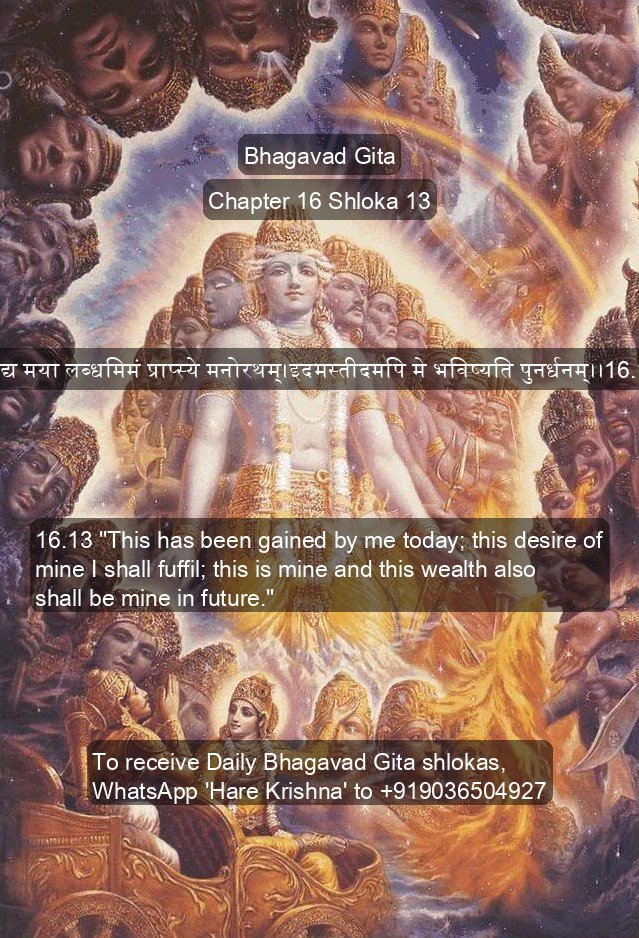 Bhagavad Gita
Chapter 16 Shloka 13
मया लब्धमिमं प्राप्स्ये मनोरथम्।इदमस्तीदमपि मे भविष्यति पुनर्धनम्।।16.
16.13 "This has been gained by me today; this desire of
mine I shall fuffil; this is mine and this wealth also
shall be mine in future."
To receive Daily Bhagavad Gita shlokas,
WhatsApp 'Hare Krishna' to +919036504927